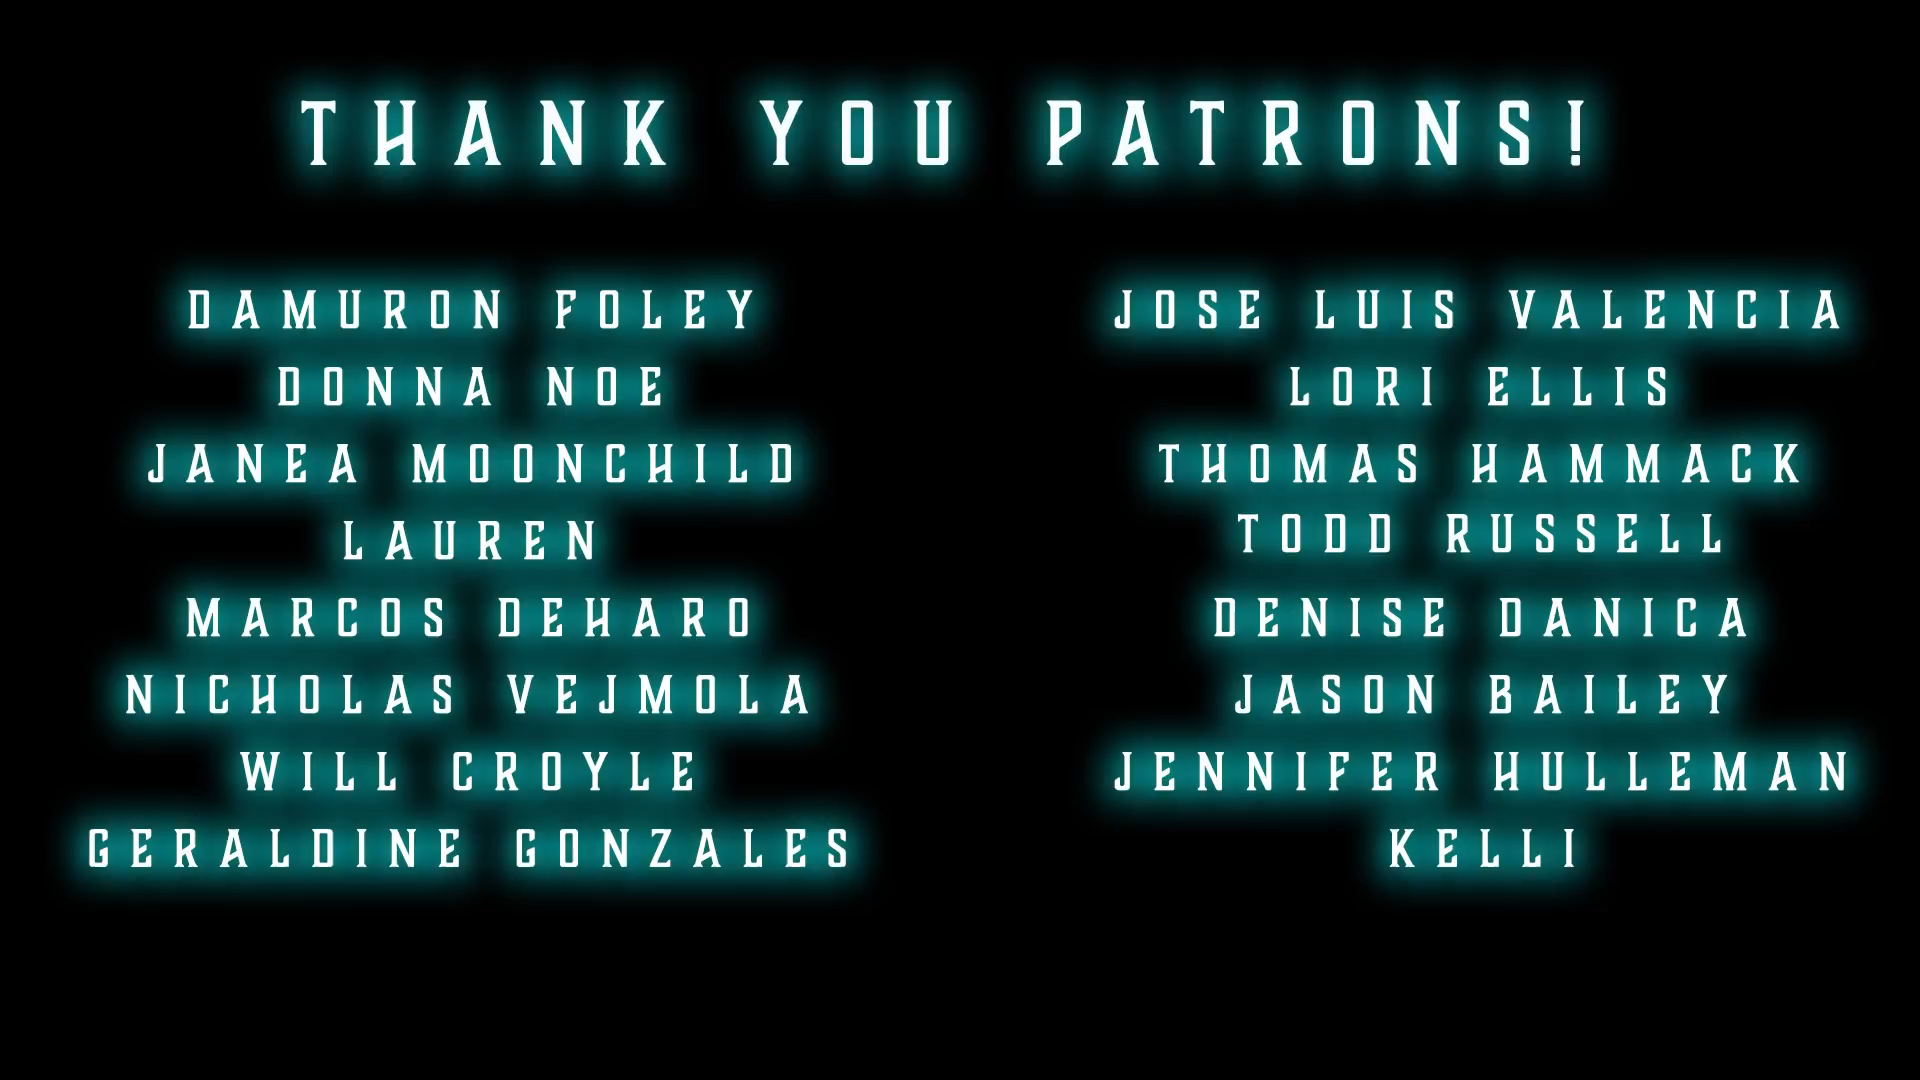 THANK YOU PATRONS!
DAMURON FOLEY
DONNA NOE
JANEA MOONCHILD
LAUREN
MARCOS DEHARO
NICHOLAS VEJMOLA
WILL CROYLE
GERALDINE GONZALES
JOSE LUIS VALENCIA
LORI ELLIS
THOMAS HAMMACK
TODD RUSSELL
DENISE DANICA
JASON BAILEY
JENNIFER HULLEMAN
KELLI